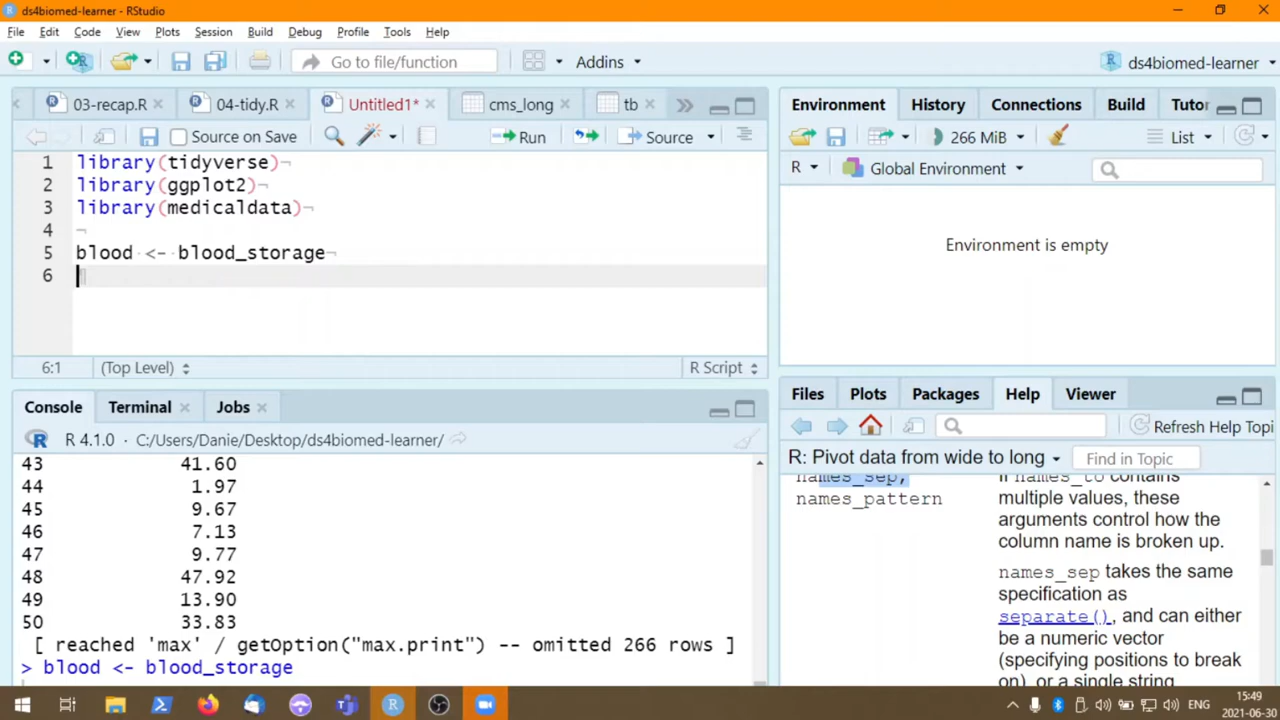 ds4biomed-learner - RStudio
File Edit Code View Plots Session Build Debug Profile Tools Help
Go to file/function Addins ds4biomed-learner
03-recap.R 04-tidy.R Untitled1* cms_long tb
Source on Save Run Source
1 library(tidyverse)
2 library(ggplot2)
3 library(medicaldata)
4
5 blood <- blood_storage
6
6:1 (Top Level) R Script
Console Terminal Jobs
R 4.1.0 · C:/Users/Danie/Desktop/ds4biomed-learner/
43 41.60
44 1.97
45 9.67
46 7.13
47 9.77
48 47.92
49 13.90
50 33.83
[ reached 'max' / getOption("max.print") -- omitted 266 rows ]
> blood <- blood_storage
Environment History Connections Build Tutor
266 MiB List
R Global Environment
Environment is empty
Files Plots Packages Help Viewer
Refresh Help Topi
R: Pivot data from wide to long Find in Topic
names_sep, If names_to contains
names_pattern multiple values, these
arguments control how the
column name is broken up.
names_sep takes the same
specification as
separate(), and can either
be a numeric vector
(specifying positions to break
on), or a single string
15:49
ENG
2021-06-30